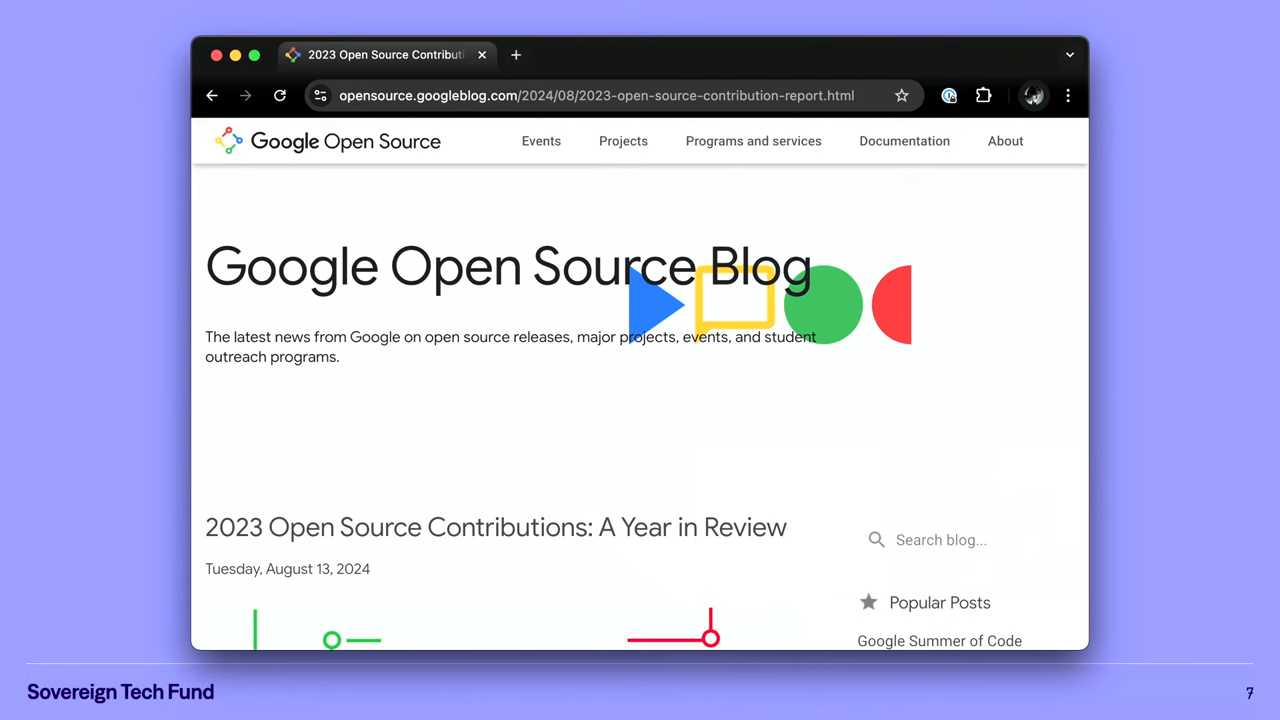 2023 Open Source Contributi
opensource.googleblog.com/2024/08/2023-open-source-contribution-report.html
Google Open Source
Events
Projects
Programs and services
Documentation
About
Google Open Source Blog
The latest news from Google on open source releases, major projects, events, and student
outreach programs.
2023 Open Source Contributions: A Year in Review
Tuesday, August 13, 2024
Search blog...
Popular Posts
Google Summer of Code
Sovereign Tech Fund
7